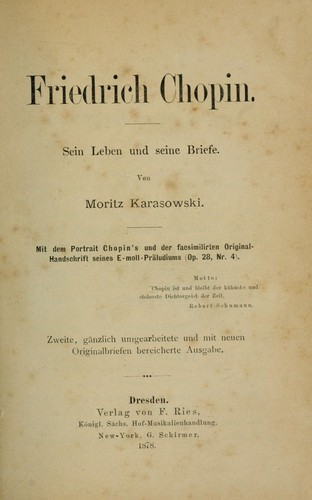 Friedrich Chopin.
Sein Leben und seine Briefe.
Von
Moritz Karasowski.
Mit dem Portrait Chopin's und der facsimilirten Original-
Handschrift seines E-moll-Präludiums (Op. 28, Nr. 4).
Motto:
Chopin ist und bleibt der kühnste und
stolzeste Dichtergeist der Zeit.
Robert Schumann.
Zweite, gänzlich umgearbeitete und mit neuen
Originalbriefen bereicherte Ausgabe.
Dresden.
Verlag von F. Ries,
Königl. Sächs. Hof-Musikalienhandlung.
New-York, G. Schirmer.
1878.